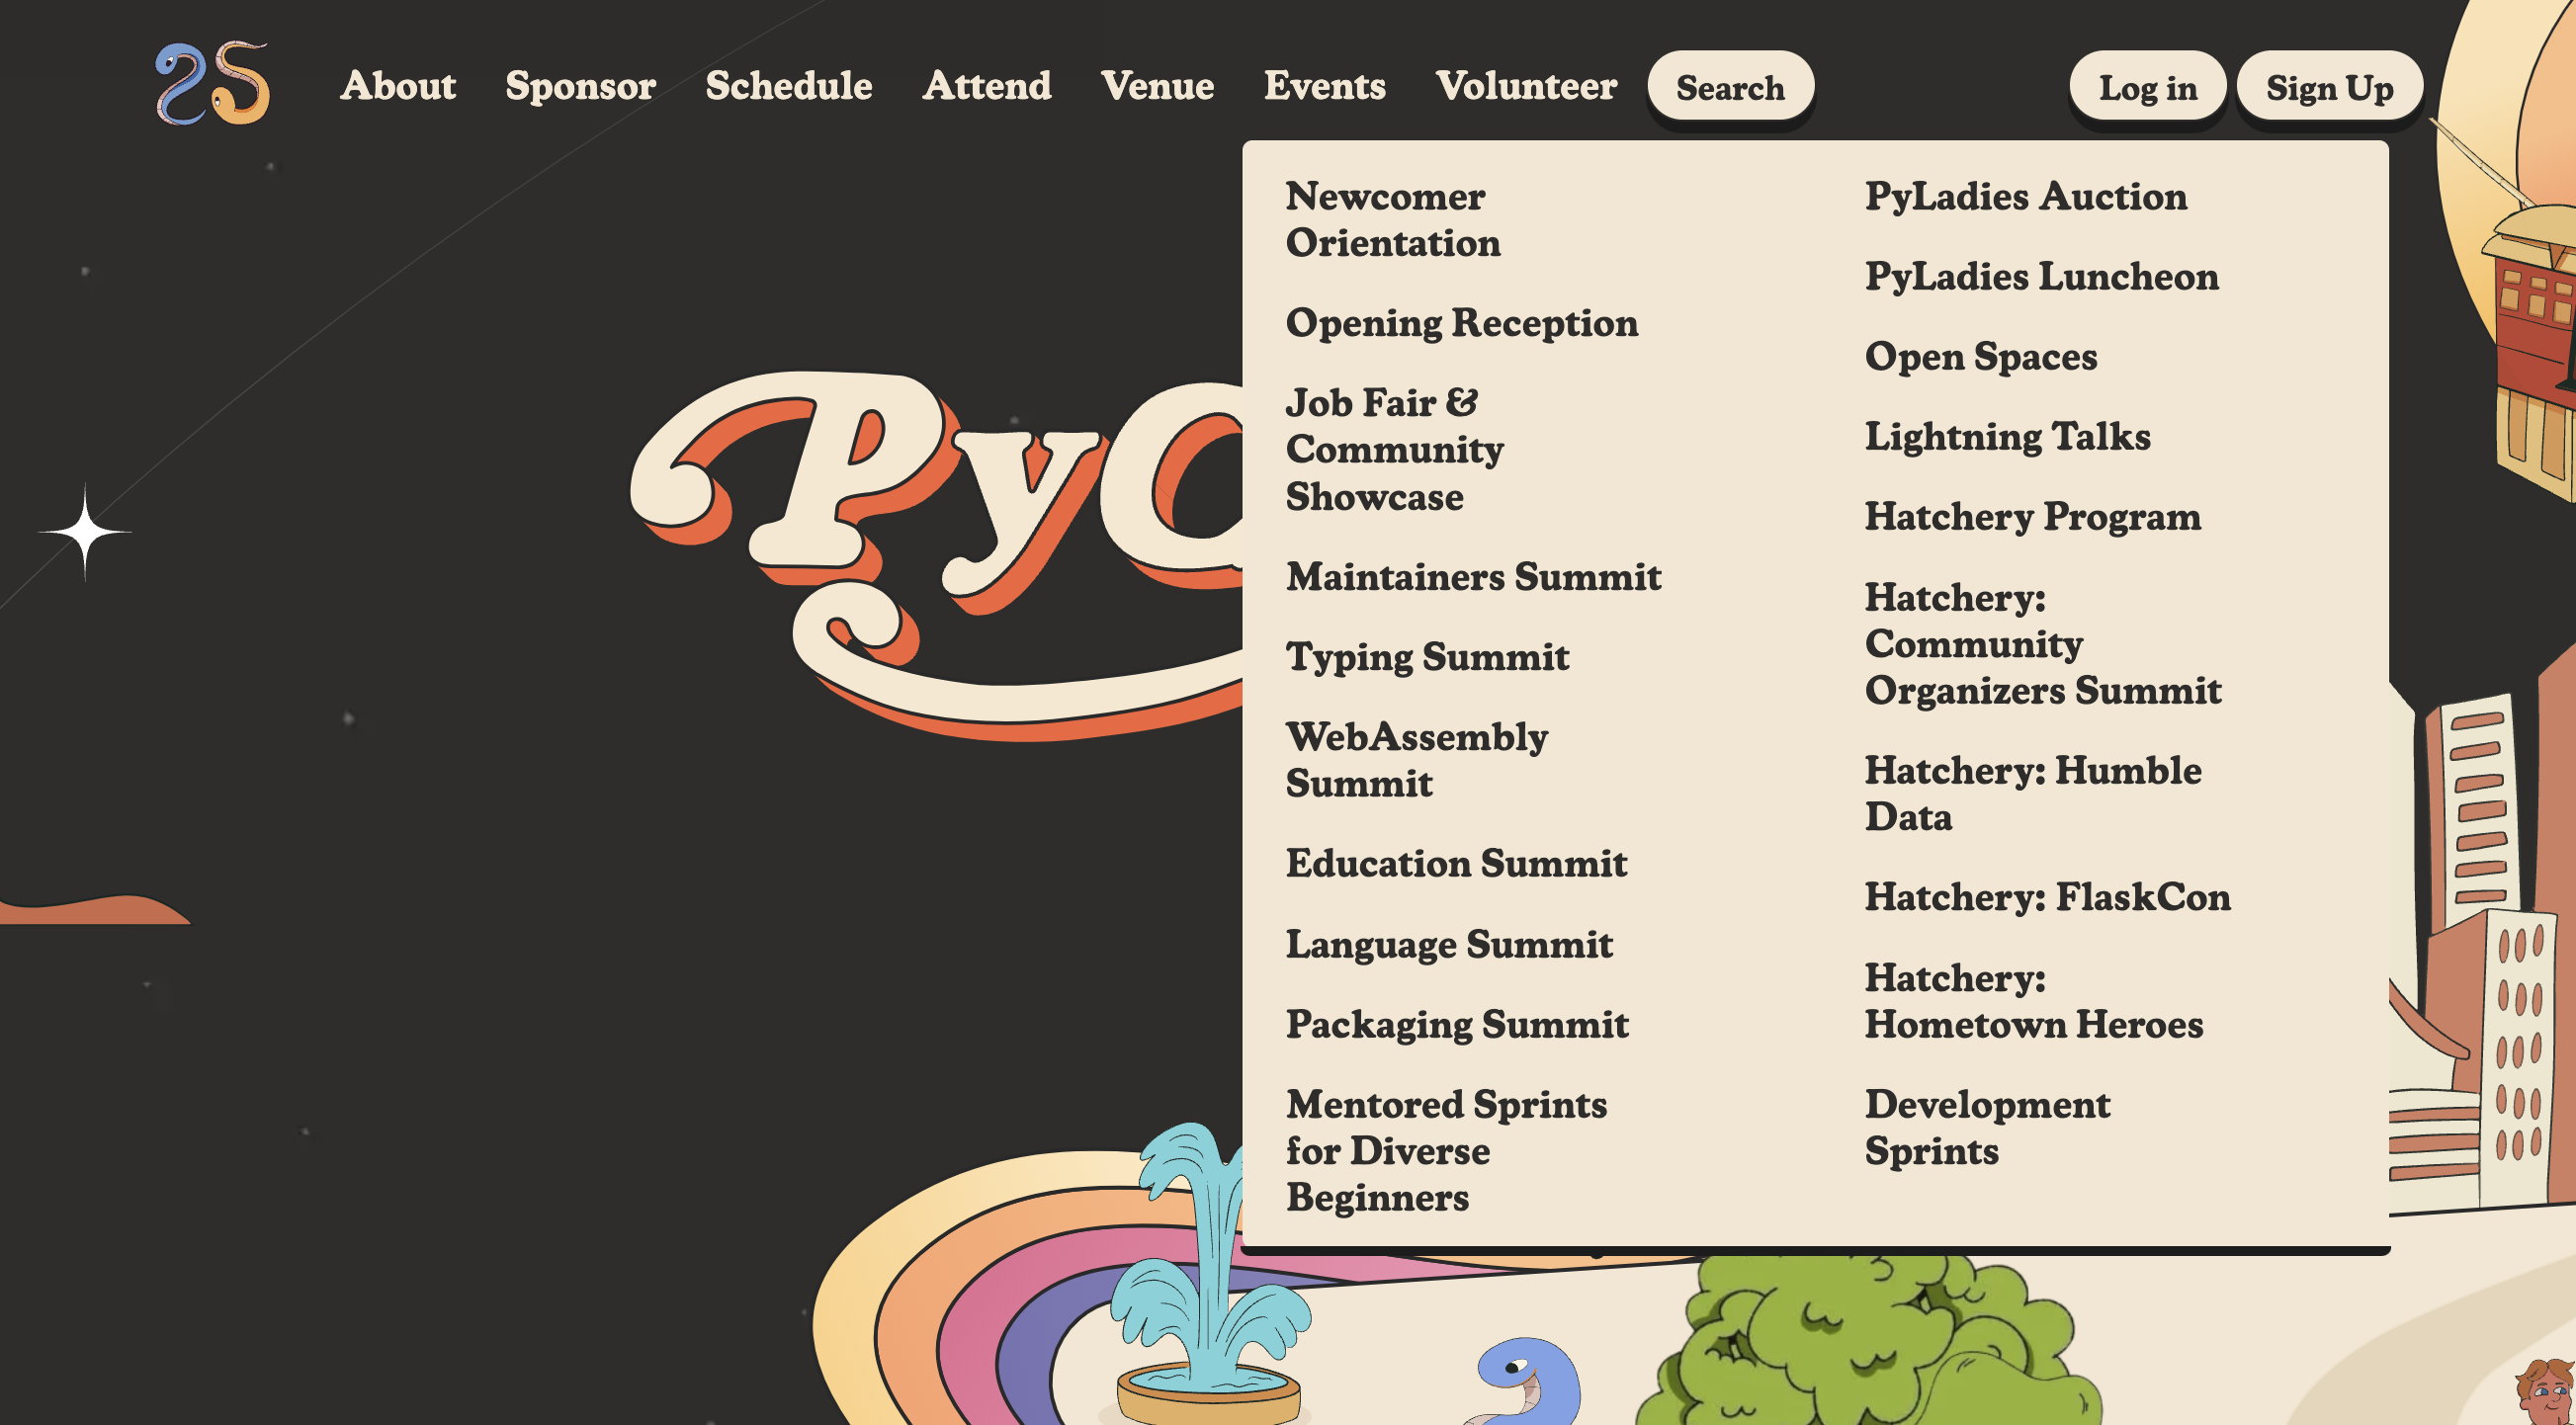 25
About Sponsor Schedule Attend Venue Events Volunteer Search Log in Sign Up
Newcomer
Orientation
Opening Reception
Job Fair &
Community
Showcase
Maintainers Summit
Typing Summit
WebAssembly
Summit
Education Summit
Language Summit
Packaging Summit
Mentored Sprints
for Diverse
Beginners
PyLadies Auction
PyLadies Luncheon
Open Spaces
Lightning Talks
Hatchery Program
Hatchery:
Community
Organizers Summit
Hatchery: Humble
Data
Hatchery: FlaskCon
Hatchery:
Hometown Heroes
Development
Sprints
PyC